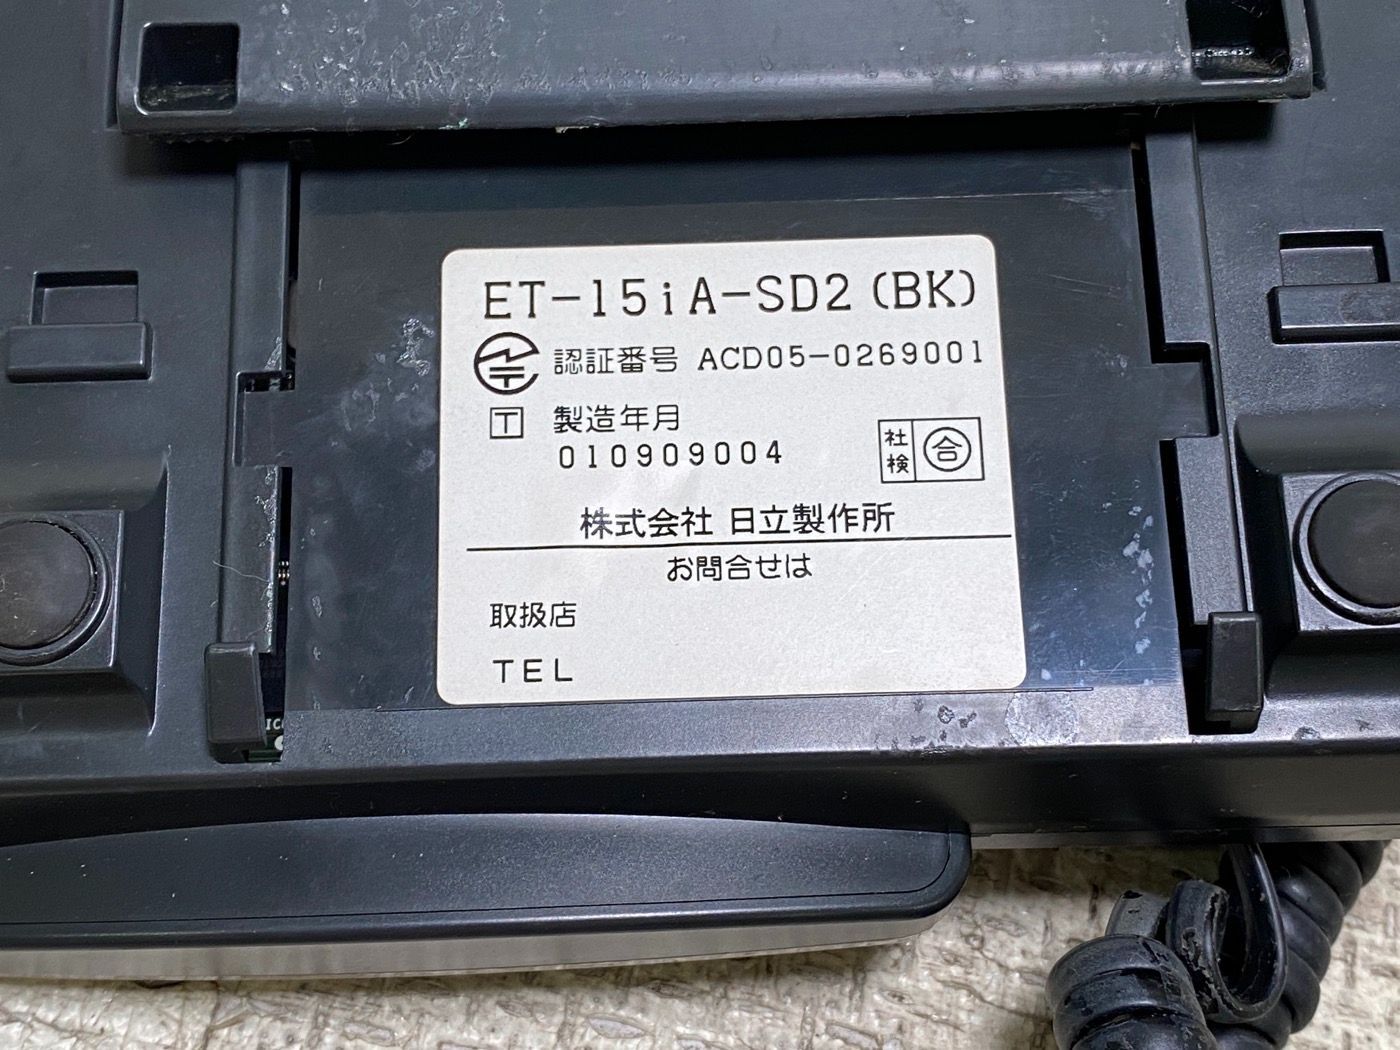 ET-15iA-SD2(BK)
認証番号 ACD05-0269001
T 製造年月
010909004
社検 合
株式会社 日立製作所
お問合せは
取扱店
TEL